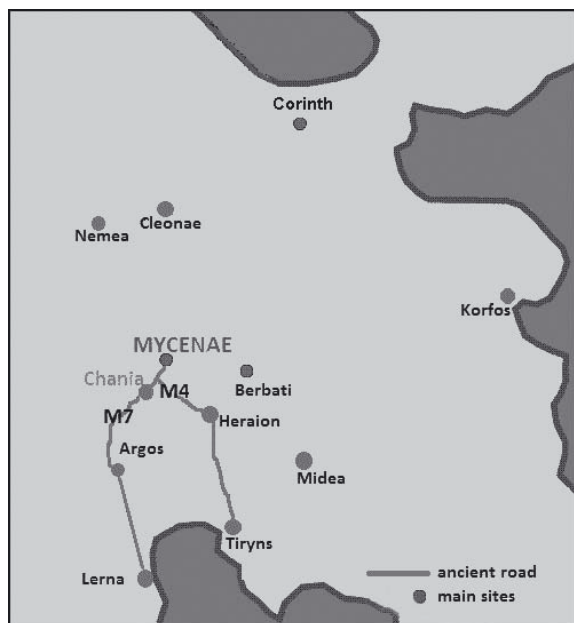 Corinth
Cleonae
Nemea
Korfos
MYCENAE
Chania
M4
Berbati
M7
Heraion
Argos
Midea
Tiryns
Lerna
ancient road
main sites